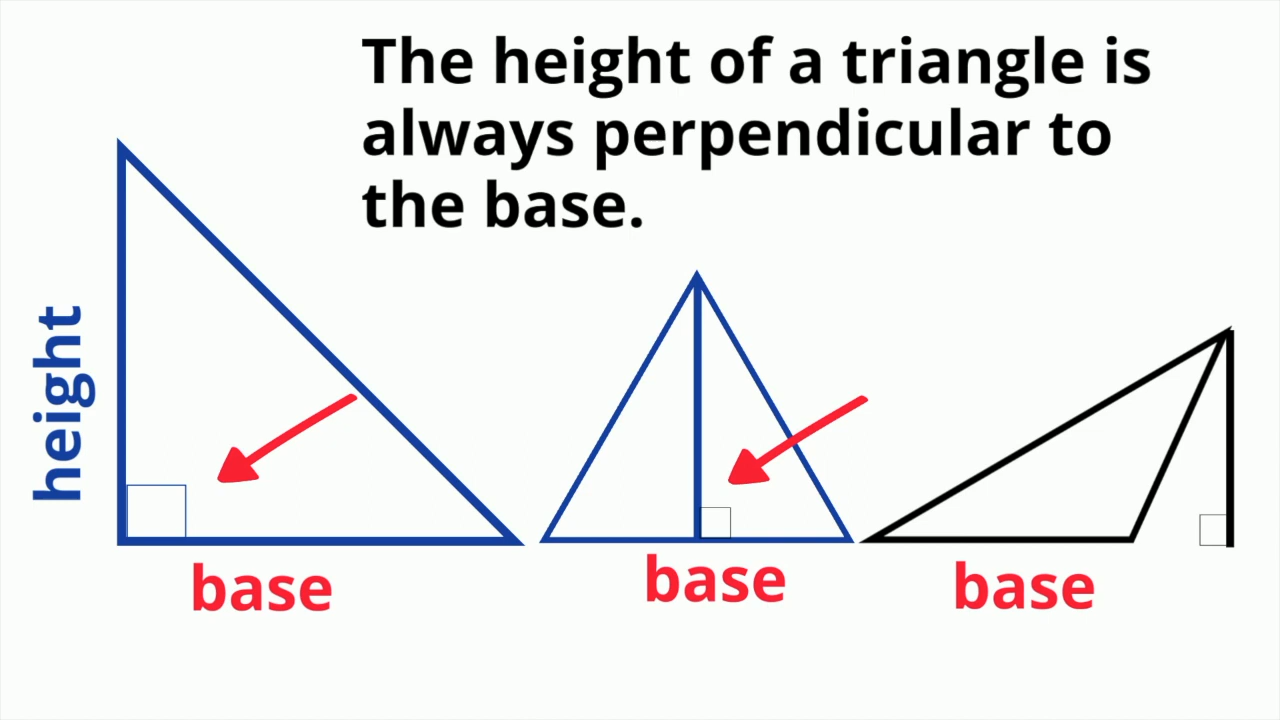 The height of a triangle is
always perpendicular to
the base.
height
base
base
base